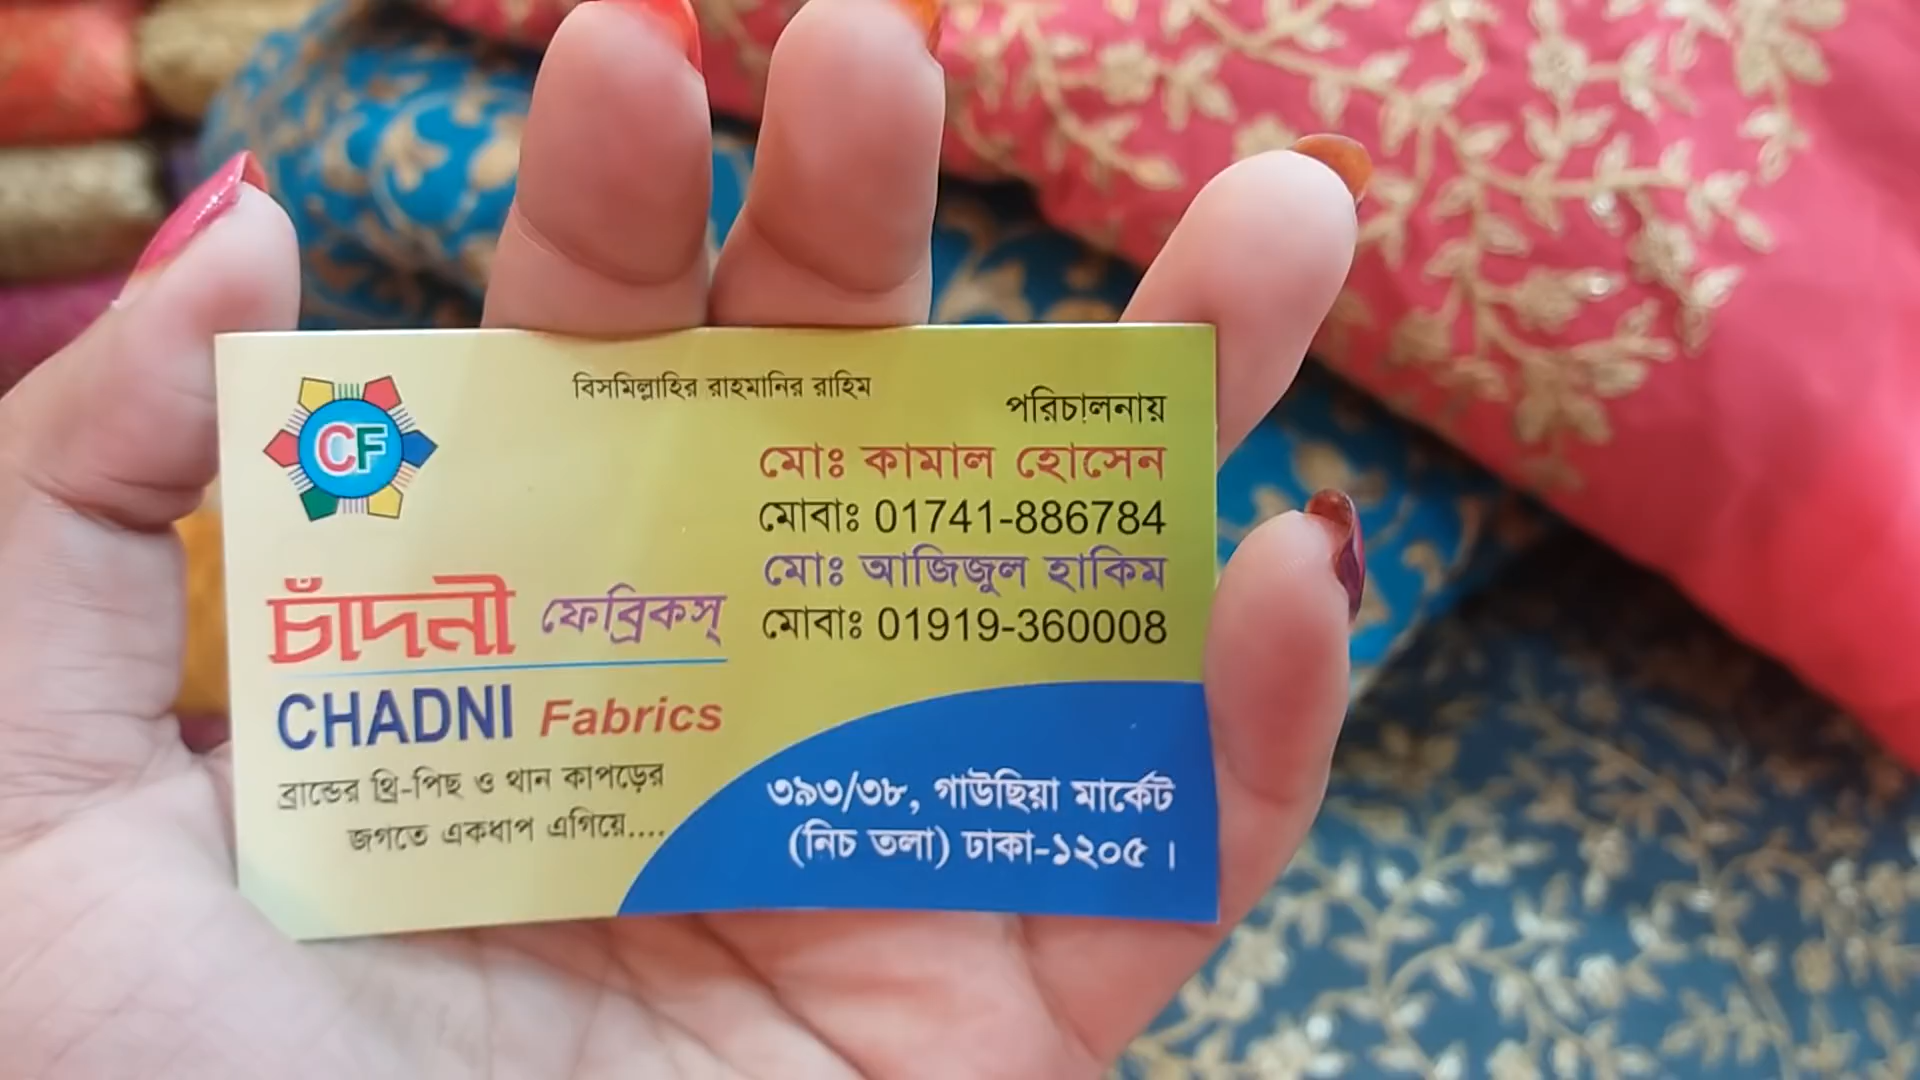 বিসমিল্লাহির রাহমানির রাহিম
CF
পরিচালনায়
মোঃ কামাল হোসেন
মোবাঃ 01741-886784
মোঃ আজিজুল হাকিম
মোবাঃ 01919-360008
চাঁদনী ফেব্রিকস্
CHADNI Fabrics
ব্রান্ডের থ্রি-পিছ ও থান কাপড়ের
জগতে একধাপ এগিয়ে....
৩৯৩/৩৮, গাউছিয়া মার্কেট
(নিচ তলা) ঢাকা-১২০৫ ।